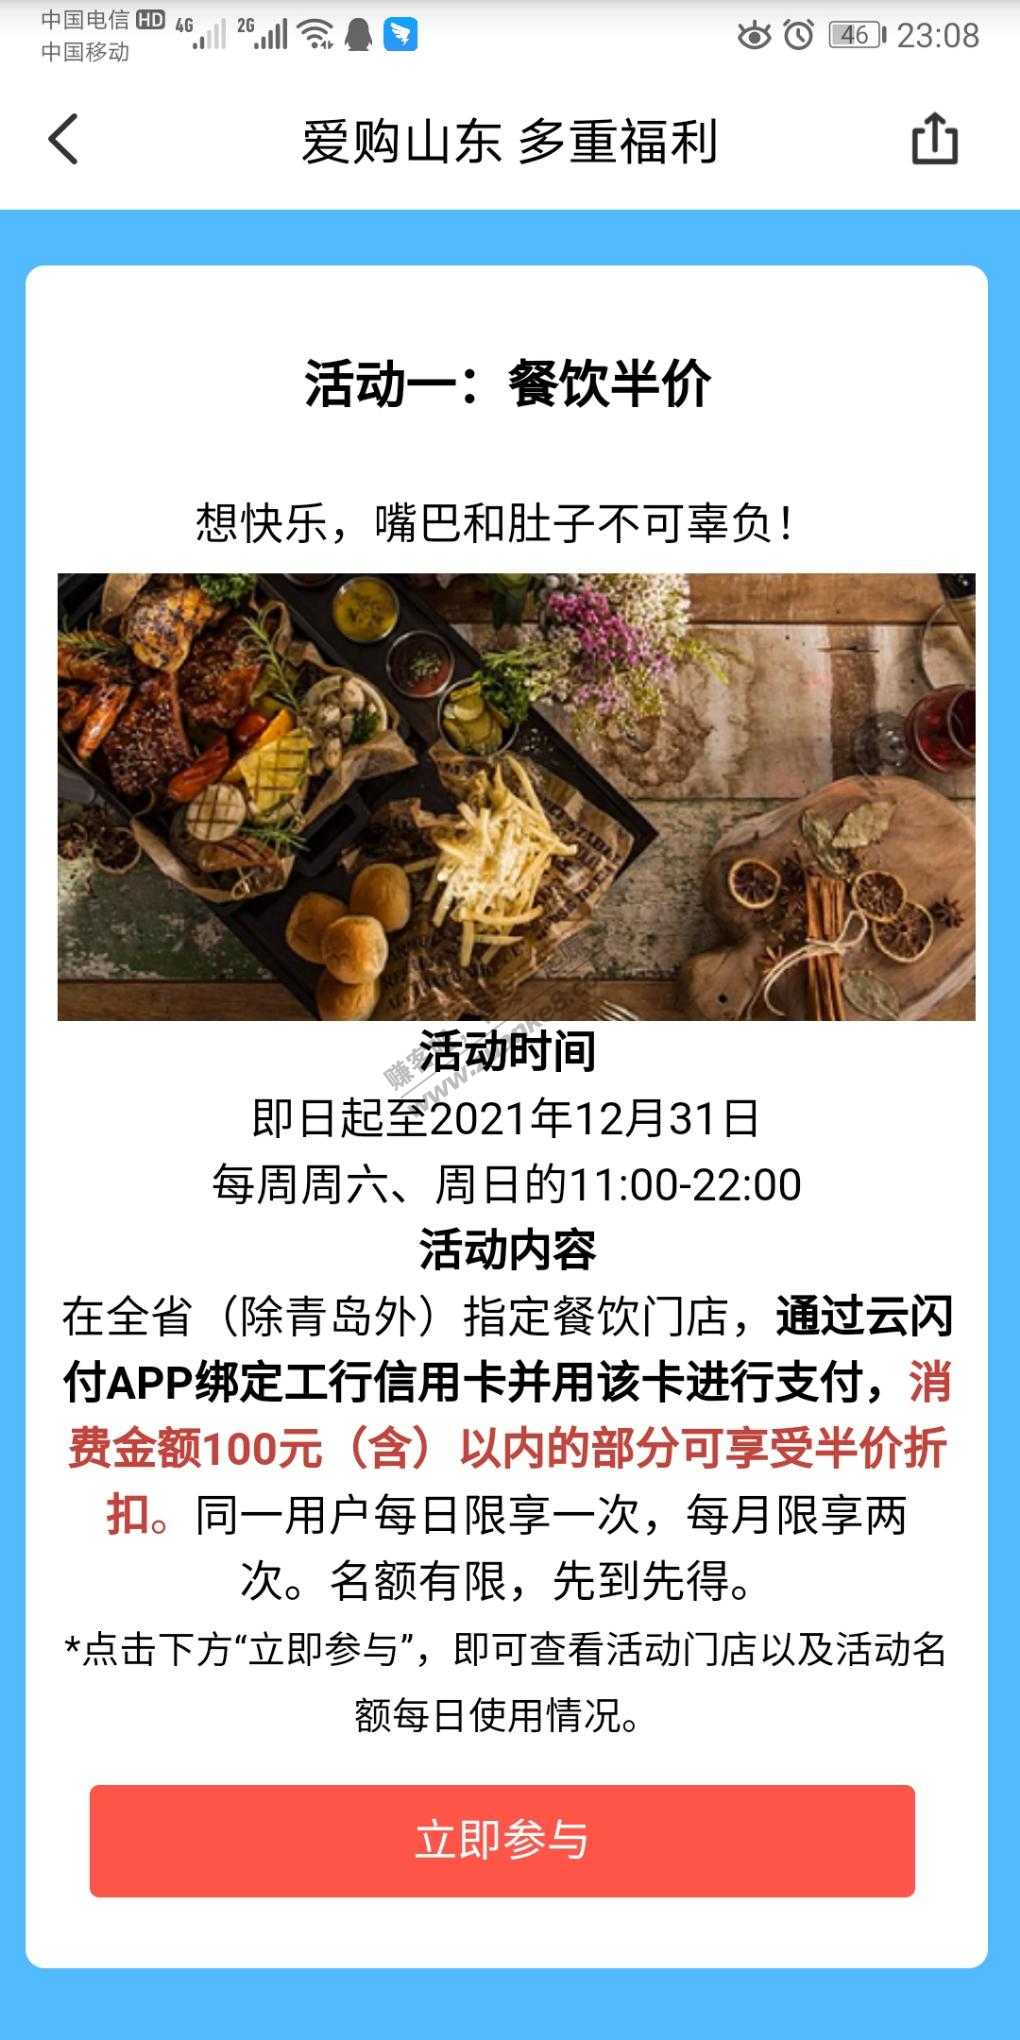 中国电信 HD 4G 2G 46 23:08
中国移动
爱购山东 多重福利
活动一：餐饮半价
想快乐，嘴巴和肚子不可辜负！
活动时间
即日起至2021年12月31日
每周周六、周日的11:00-22:00
活动内容
在全省（除青岛外）指定餐饮门店，通过云闪
付APP绑定工行信用卡并用该卡进行支付，消
费金额100元（含）以内的部分可享受半价折
扣。同一用户每日限享一次，每月限享两
次。名额有限，先到先得。
*点击下方“立即参与”，即可查看活动门店以及活动名
额每日使用情况。
立即参与